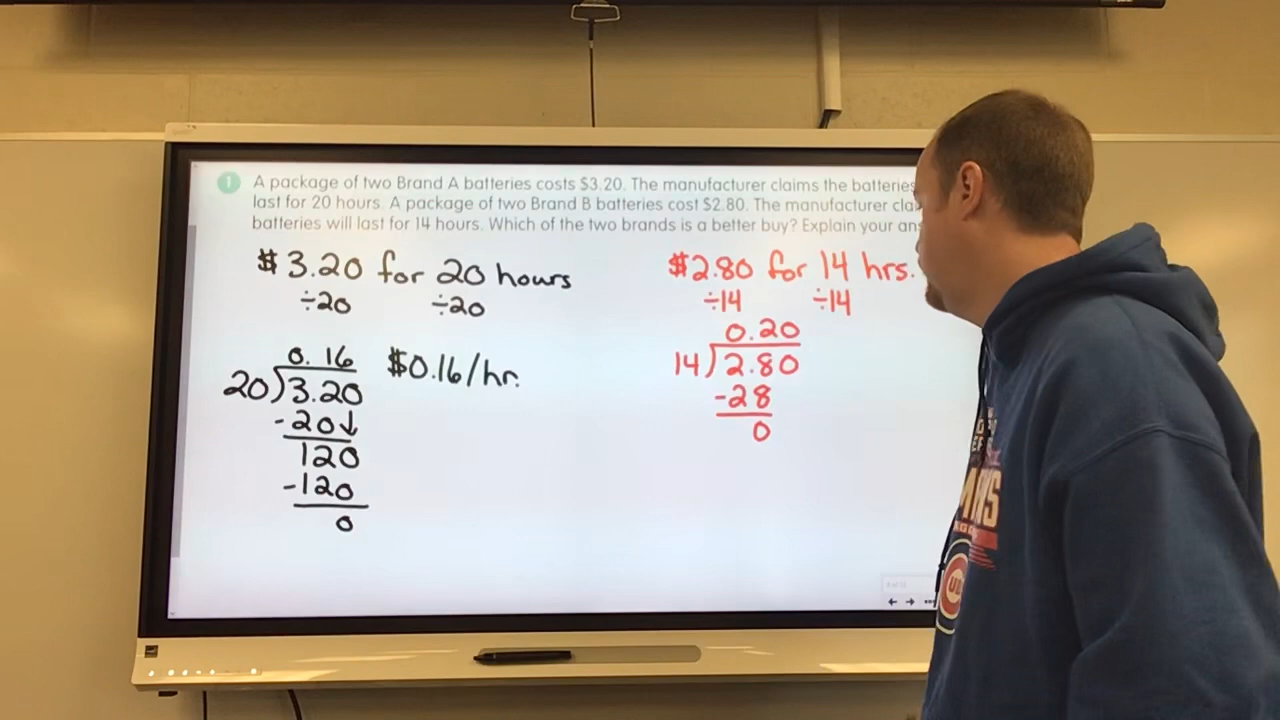 1 A package of two Brand A batteries costs $3.20. The manufacturer claims the batteries
last for 20 hours. A package of two Brand B batteries cost $2.80. The manufacturer
batteries will last for 14 hours. Which of the two brands is a better buy? Explain your
$3.20 for 20 hours
÷20 ÷20
0.16
20)3.20
-20↓
120
-120
0
$0.16/hr.
$2.80 for 14 hrs.
÷14 ÷14
0.20
14)2.80
-28
0